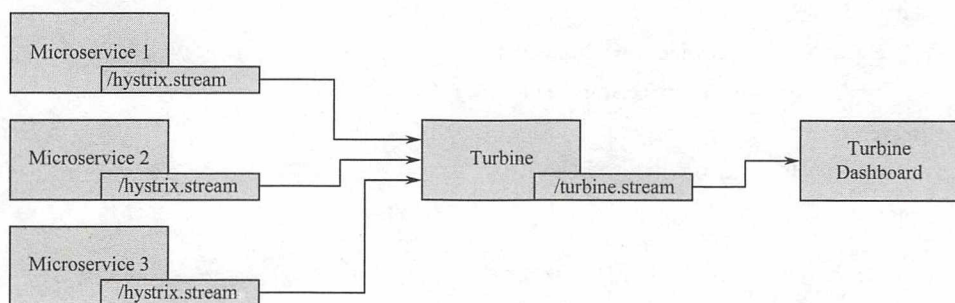 Microservice 1
/hystrix.stream
Microservice 2
/hystrix.stream
Microservice 3
/hystrix.stream
Turbine
/turbine.stream
Turbine
Dashboard